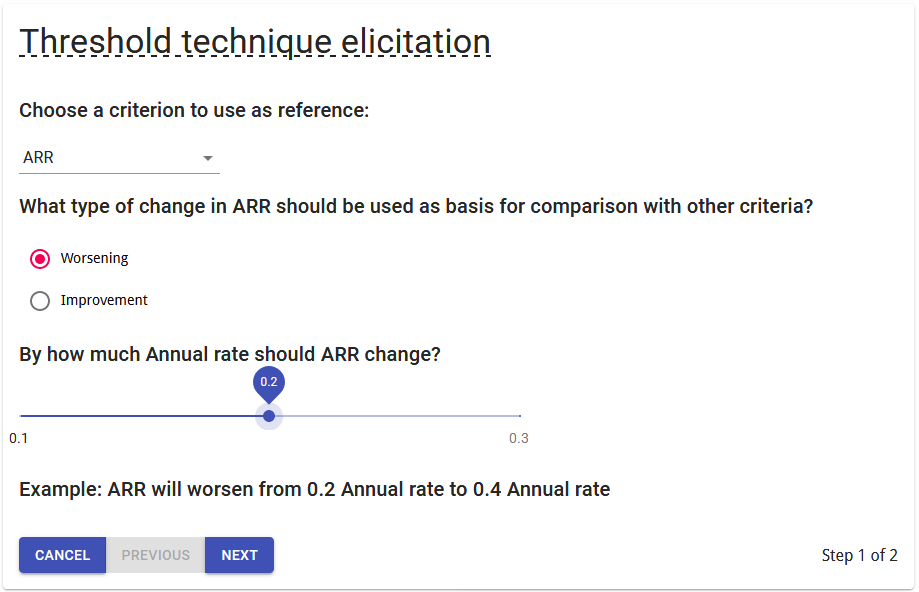 Threshold technique elicitation
Choose a criterion to use as reference:
ARR
What type of change in ARR should be used as basis for comparison with other criteria?
Worsening
Improvement
By how much Annual rate should ARR change?
0.2
0.1
0.3
Example: ARR will worsen from 0.2 Annual rate to 0.4 Annual rate
CANCEL PREVIOUS NEXT Step 1 of 2